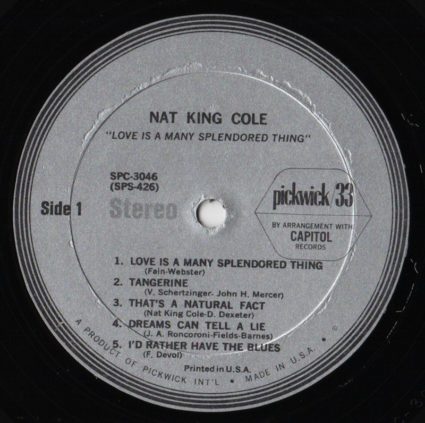 NAT KING COLE
"LOVE IS A MANY SPLENDORED THING"
SPC-3046
(SPS-426)
Side 1
Stereo
pickwick/33
BY ARRANGEMENT WITH
CAPITOL
RECORDS
1. LOVE IS A MANY SPLENDORED THING
(Fain-Webster)
2. TANGERINE
(V. Schertzinger- John H. Mercer)
3. THAT'S A NATURAL FACT
(Nat King Cole-D. Dexeter)
4. DREAMS CAN TELL A LIE
(J. A. Roncoroni-Fields-Barnes)
5. I'D RATHER HAVE THE BLUES
(F. Devol)
Printed in U.S.A.
A PRODUCT OF PICKWICK INT'L • MADE IN U.S.A. •